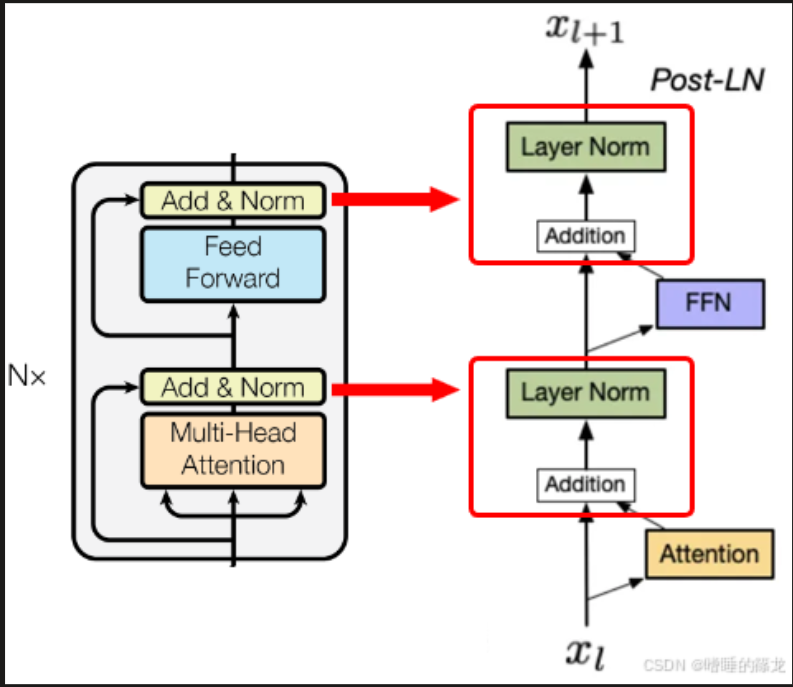 Add & Norm
Feed
Forward
Add & Norm
Multi-Head
Attention
N×
x_{l+1}
Post-LN
Layer Norm
Addition
FFN
Layer Norm
Addition
Attention
x_l
CSDN @嗜睡的篠龙